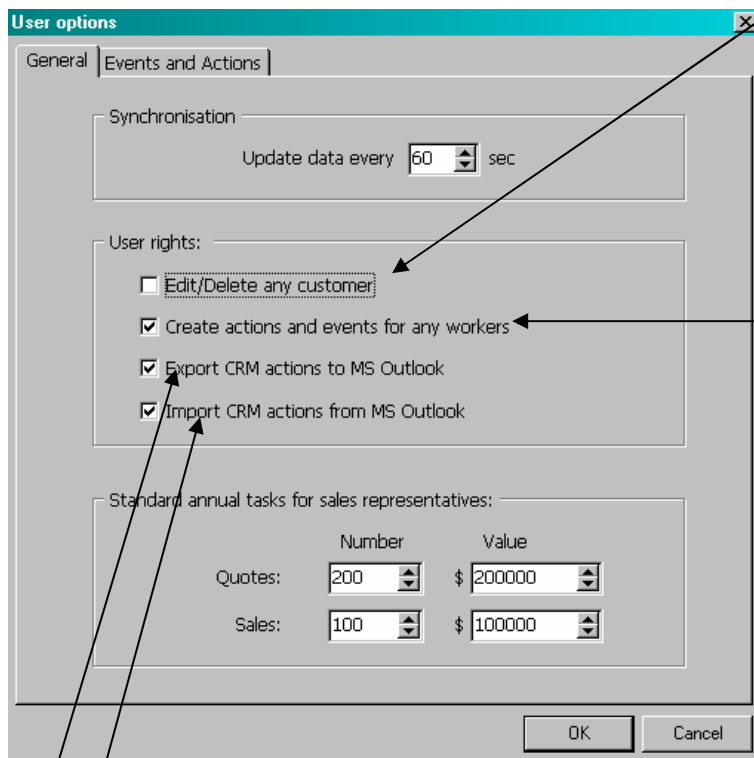 User options
General Events and Actions
Synchronisation
Update data every 60 sec
User rights:
Edit/Delete any customer
Create actions and events for any workers
Export CRM actions to MS Outlook
Import CRM actions from MS Outlook
Standard annual tasks for sales representatives:
Number Value
Quotes: 200 $ 200000
Sales: 100 $ 100000
OK Cancel